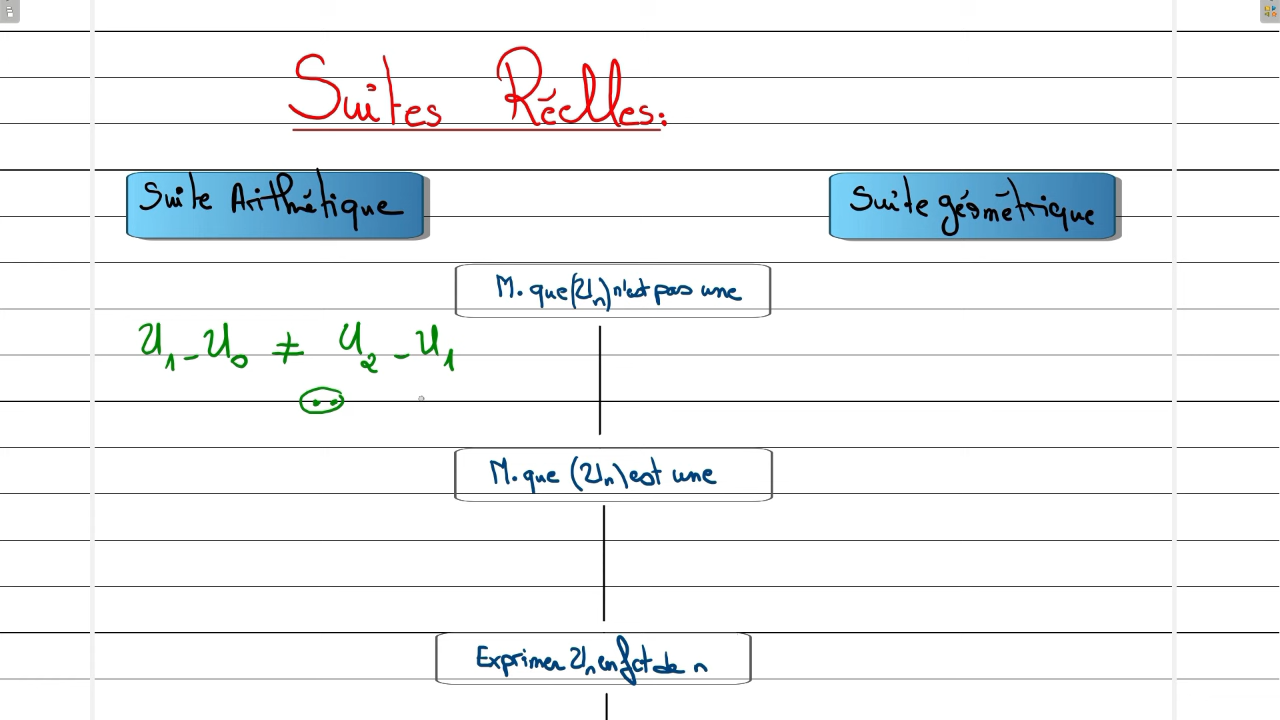 Suites Réelles:
Suite Arithmétique
Suite géométrique
M. que (Un) n'est pas une
U1 - U0 ≠ U2 - U1
M. que (Un) est une
Exprimer Un en fct de n